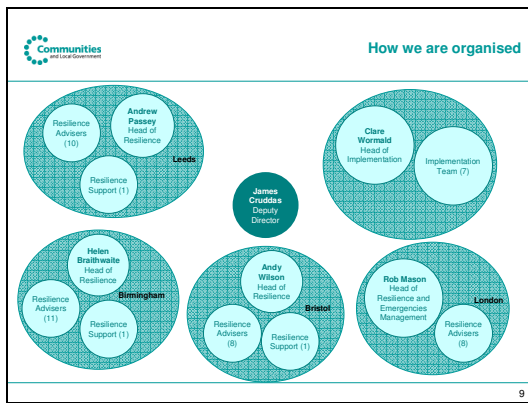 Communities
and Local Government
How we are organised
Resilience
Advisers
(10)
Andrew
Passey
Head of
Resilience
Leeds
Resilience
Support (1)
Clare
Wormald
Head of
Implementation
Implementation
Team (7)
James
Cruddas
Deputy
Director
Helen
Braithwaite
Head of
Resilience
Birmingham
Resilience
Advisers
(11)
Resilience
Support (1)
Andy
Wilson
Head of
Resilience
Bristol
Resilience
Advisers
(8)
Resilience
Support (1)
Rob Mason
Head of
Resilience and
Emergencies
Management
London
Resilience
Advisers
(8)
9